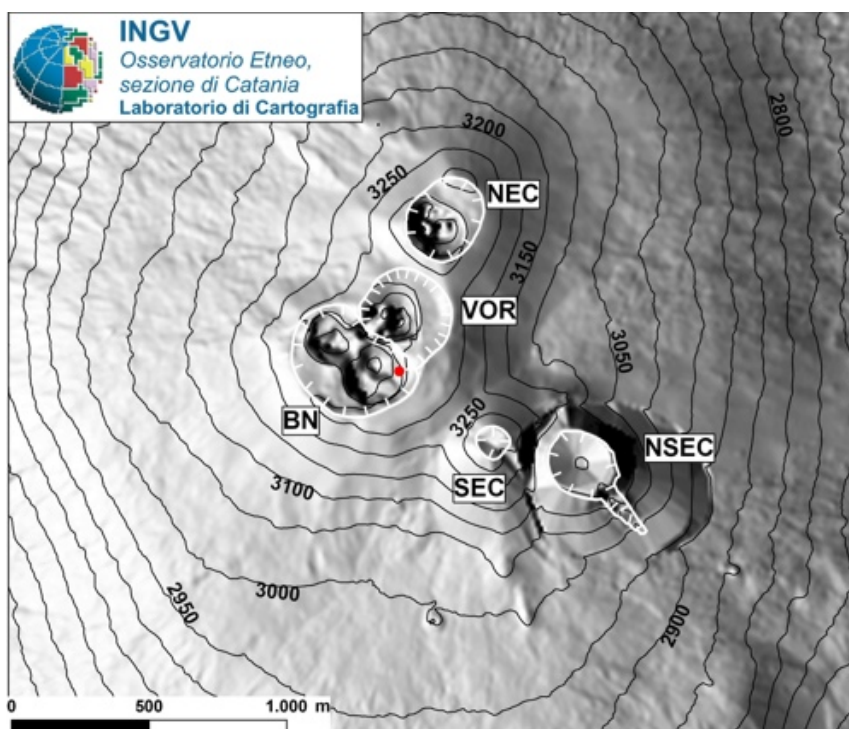 INGV
Osservatorio Etneo,
sezione di Catania
Laboratorio di Cartografia
2800
3200
3250
NEC
3150
VOR
3050
BN
3250
NSEC
SEC
3100
3000
2950
2900
0 500 1.000 m